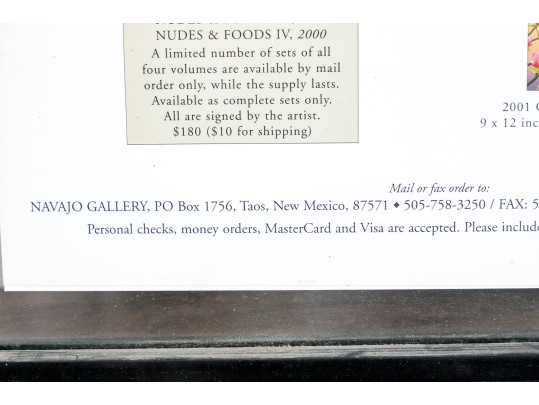 NUDES & FOODS IV, 2000
A limited number of sets of all
four volumes are available by mail
order only, while the supply lasts.
Available as complete sets only.
All are signed by the artist.
$180 ($10 for shipping)
2001
9 x 12
Mail or fax order to:
NAVAJO GALLERY, PO Box 1756, Taos, New Mexico, 87571 ◆ 505-758-3250 / FAX: 5
Personal checks, money orders, MasterCard and Visa are accepted. Please include